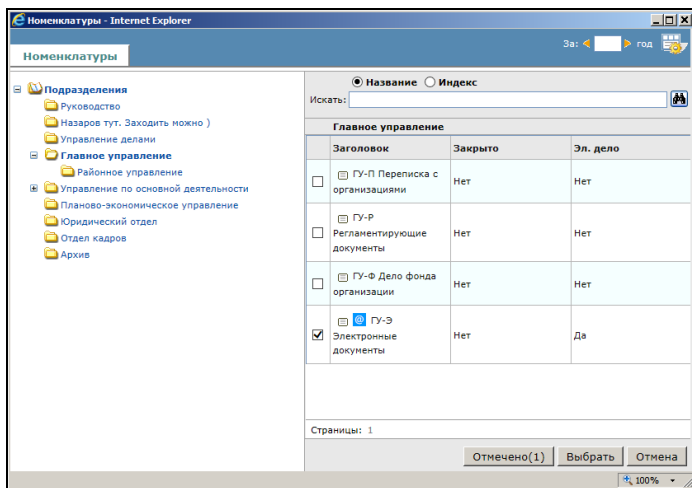 Номенклатуры - Internet Explorer
За: год
Номенклатуры
Подразделения
Руководство
Назаров тут. Заходить можно )
Управление делами
Главное управление
Районное управление
Управление по основной деятельности
Планово-экономическое управление
Юридический отдел
Отдел кадров
Архив
Название Индекс
Искать:
Главное управление
Заголовок Закрыто Эл. дело
ГУ-П Переписка с
организациями Нет Нет
ГУ-Р
Регламентирующие Нет Нет
документы
ГУ-Ф Дело фонда
организации Нет Нет
@ ГУ-Э
Электронные Нет Да
документы
Страницы: 1
Отмечено(1) Выбрать Отмена
100%